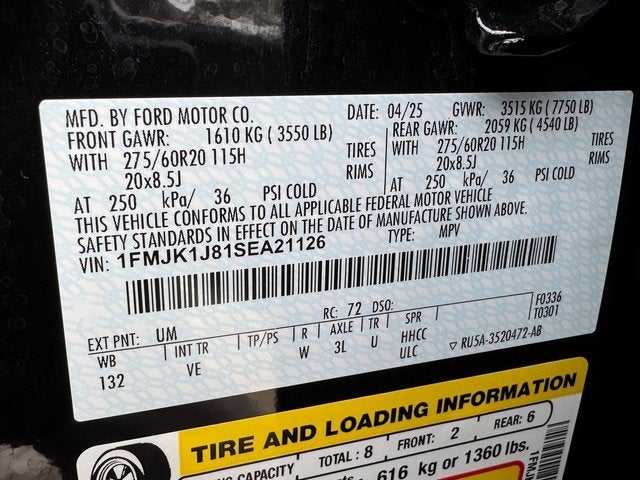 MFD. BY FORD MOTOR CO.
DATE: 04/25 GVWR: 3515 KG ( 7750 LB)
FRONT GAWR: 1610 KG ( 3550 LB) REAR GAWR: 2059 KG ( 4540 LB)
WITH 275/60R20 115H TIRES WITH 275/60R20 115H TIRES
20x8.5J RIMS 20x8.5J RIMS
AT 250 kPa/ 36 PSI COLD AT 250 kPa/ 36 PSI COLD
THIS VEHICLE CONFORMS TO ALL APPLICABLE FEDERAL MOTOR VEHICLE
SAFETY STANDARDS IN EFFECT ON THE DATE OF MANUFACTURE SHOWN ABOVE.
VIN: 1FMJK1J81SEA21126 TYPE: MPV
EXT PNT: UM RC: 72 DSO: F0336
WB INT TR TP/PS R AXLE TR SPR T0301
132 VE W 3L U HHCC
ULC ▽ RU5A-3520472-AB
TIRE AND LOADING INFORMATION
CAPACITY TOTAL : 8 FRONT: 2 REAR: 6
616 kg or 1360 lbs.